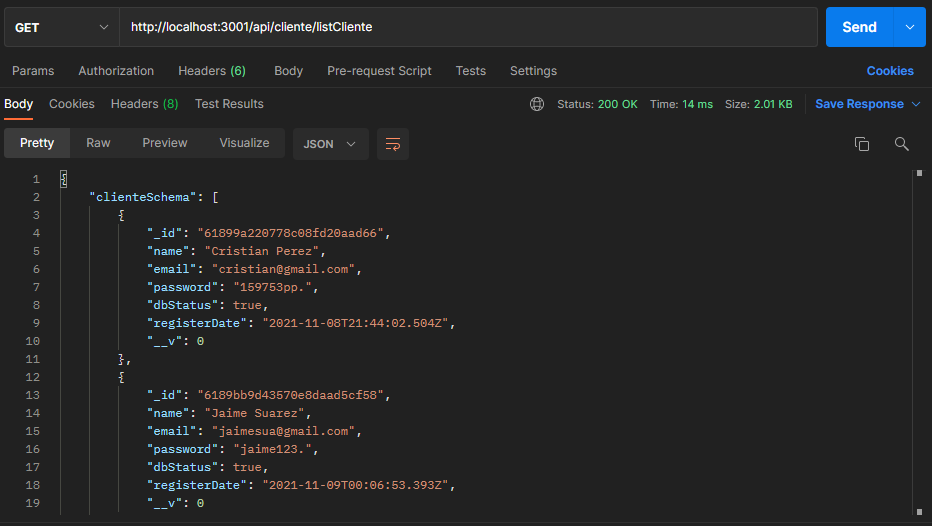 GET http://localhost:3001/api/cliente/listCliente Send
Params Authorization Headers (6) Body Pre-request Script Tests Settings Cookies
Body Cookies Headers (8) Test Results Status: 200 OK Time: 14 ms Size: 2.01 KB Save Response
Pretty Raw Preview Visualize JSON
1 {
2 "clienteSchema": [
3 {
4 "_id": "61899a220778c08fd20aad66",
5 "name": "Cristian Perez",
6 "email": "cristian@gmail.com",
7 "password": "159753pp.",
8 "dbStatus": true,
9 "registerDate": "2021-11-08T21:44:02.504Z",
10 "__v": 0
11 },
12 {
13 "_id": "6189bb9d43570e8daad5cf58",
14 "name": "Jaime Suarez",
15 "email": "jaimesua@gmail.com",
16 "password": "jaime123.",
17 "dbStatus": true,
18 "registerDate": "2021-11-09T00:06:53.393Z",
19 "__v": 0